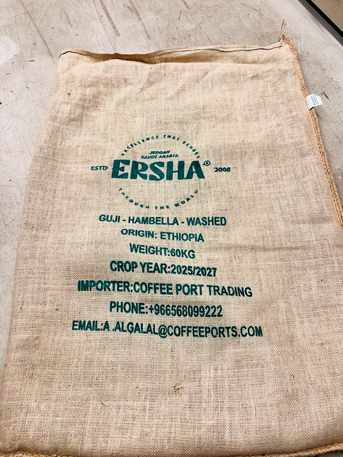 EXCELLENCE THAT ECHOES
JEDDAH
SAUDI ARABIA
ESTD ERSHA® 2008
THROUGH THE WORLD
GUJI - HAMBELLA - WASHED
ORIGIN: ETHIOPIA
WEIGHT:60KG
CROP YEAR:2025/2027
IMPORTER:COFFEE PORT TRADING
PHONE:+966568099222
EMAIL:A .ALGALAL@COFFEEPORTS.COM